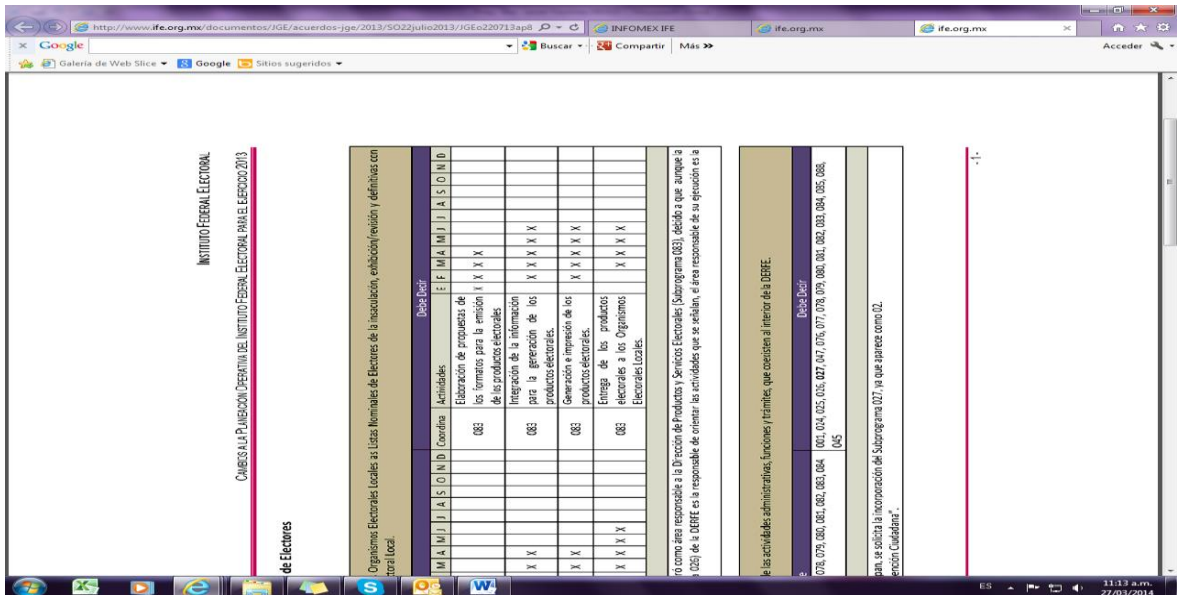 http://www.ife.org.mx/documentos/JGE/acuerdos-jge/2013/SO22julio2013/JGEo220713ap8
INFOMEX IFE
ife.org.mx
ife.org.mx
Google
Buscar
Compartir
Más »
Acceder
Galería de Web Slice
Google
Sitios sugeridos
INSTITUTO FEDERAL ELECTORAL
CAMBIOS A LA PLANEACIÓN OPERATIVA DEL INSTITUTO FEDERAL ELECTORAL PARA EL EJERCICIO 2013
de Electores
Organismos Electorales Locales as Listas Nominales de Electores de la insaculación, exhibición/revisión y definitivas con
toral Local.
Debe Decir
M A M J J A S O N D Coordina Actividades E F M A M J J A S O N D
083 Elaboración de propuestas de
los formatos para la emisión X X X X
de los productos electorales
X X 083 Integración de la información
para la generación de los X X X X
productos electorales.
X X 083 Generación e impresión de los X X X X
productos electorales.
X X X X 083 Entrega de los productos
electorales a los Organismos X X X
Electorales Locales.
ró como área responsable a la Dirección de Productos y Servicios Electorales (Subprograma 083), debido a que aunque la
a 026) de la DERFE es la responsable de orientar las actividades que se señalan, el área responsable de su ejecución es la
le las actividades administrativas, funciones y trámites, que coexisten al interior de la DERFE.
e Debe Decir
078, 079, 080, 081, 082, 083, 084 001, 024, 025, 026, 027, 047, 076, 077, 078, 079, 080, 081, 082, 083, 084, 085, 088,
045
pan, se solicita la incorporación del Subprograma 027, ya que aparece como 02.
ención Ciudadana".
-1-
ES
11:13 a.m.
27/03/2014